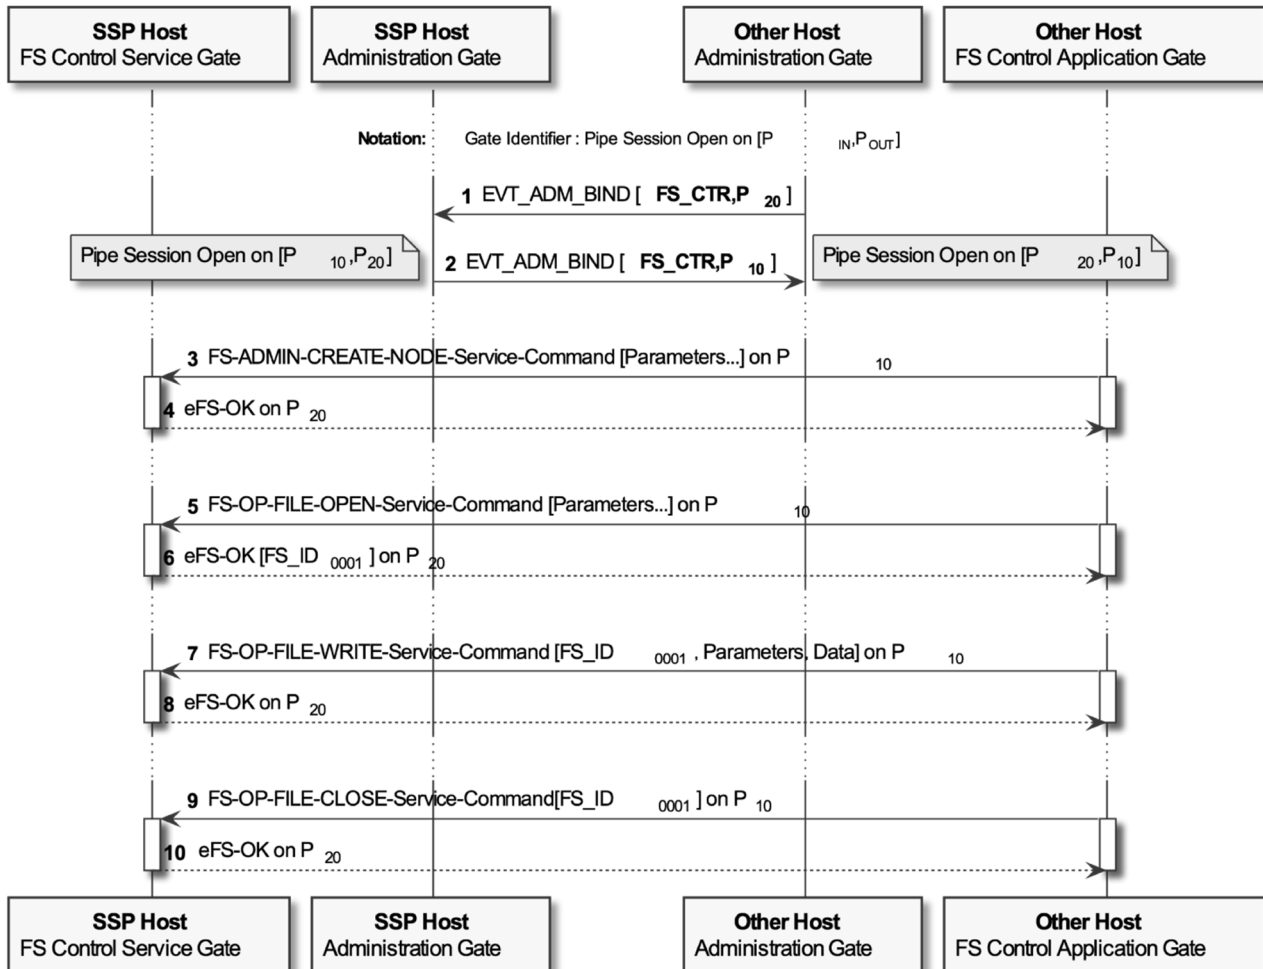 SSP Host
FS Control Service Gate
SSP Host
Administration Gate
Other Host
Administration Gate
Other Host
FS Control Application Gate
Notation: Gate Identifier : Pipe Session Open on [P IN,P OUT]
1 EVT_ADM_BIND [ FS_CTR,P 20 ]
Pipe Session Open on [P 10 ,P20]
2 EVT_ADM_BIND [ FS_CTR,P 10 ]
Pipe Session Open on [P 20 ,P10]
3 FS-ADMIN-CREATE-NODE-Service-Command [Parameters...] on P 10
4 eFS-OK on P 20
5 FS-OP-FILE-OPEN-Service-Command [Parameters...] on P 10
6 eFS-OK [FS_ID 0001 ] on P 20
7 FS-OP-FILE-WRITE-Service-Command [FS_ID 0001 , Parameters, Data] on P 10
8 eFS-OK on P 20
9 FS-OP-FILE-CLOSE-Service-Command[FS_ID 0001 ] on P 10
10 eFS-OK on P 20
SSP Host
FS Control Service Gate
SSP Host
Administration Gate
Other Host
Administration Gate
Other Host
FS Control Application Gate